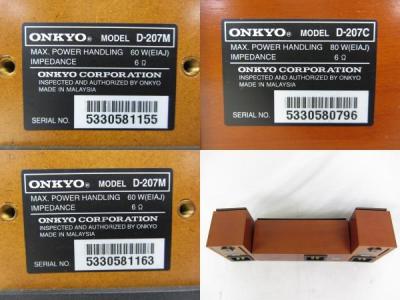 ONKYO® MODEL D-207M
MAX. POWER HANDLING 60 W(EIAJ)
IMPEDANCE 6 Ω
ONKYO CORPORATION
INSPECTED AND AUTHORIZED BY ONKYO
MADE IN MALAYSIA
SERIAL NO. 5330581155
ONKYO® MODEL D-207C
MAX. POWER HANDLING 80 W(EIAJ)
IMPEDANCE 6 Ω
ONKYO CORPORATION
INSPECTED AND AUTHORIZED BY ONKYO
MADE IN MALAYSIA
SERIAL NO. 5330580796
ONKYO® MODEL D-207M
MAX. POWER HANDLING 60 W(EIAJ)
IMPEDANCE 6 Ω
ONKYO CORPORATION
INSPECTED AND AUTHORIZED BY ONKYO
MADE IN MALAYSIA
SERIAL NO. 5330581163